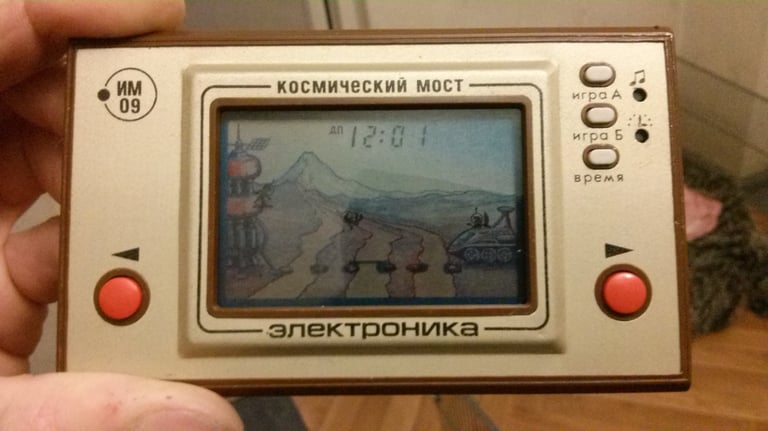 ИМ
09
КОСМИЧЕСКИЙ МОСТ
игра А
игра Б
время
ДП 12:01
электроника